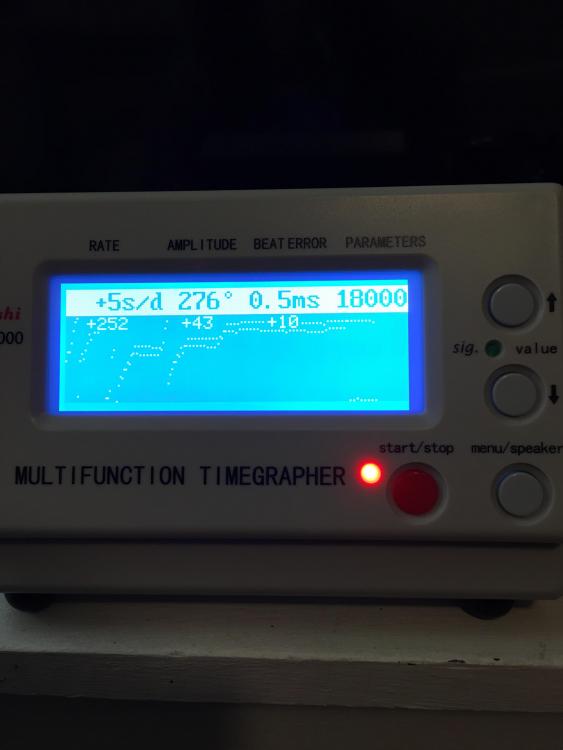 RATE AMPLITUDE BEAT ERROR PARAMETERS
+5s/d 276° 0.5ms 18000
+252 +43 +10
sig. value
start/stop menu/speaker
MULTIFUNCTION TIMEGRAPHER